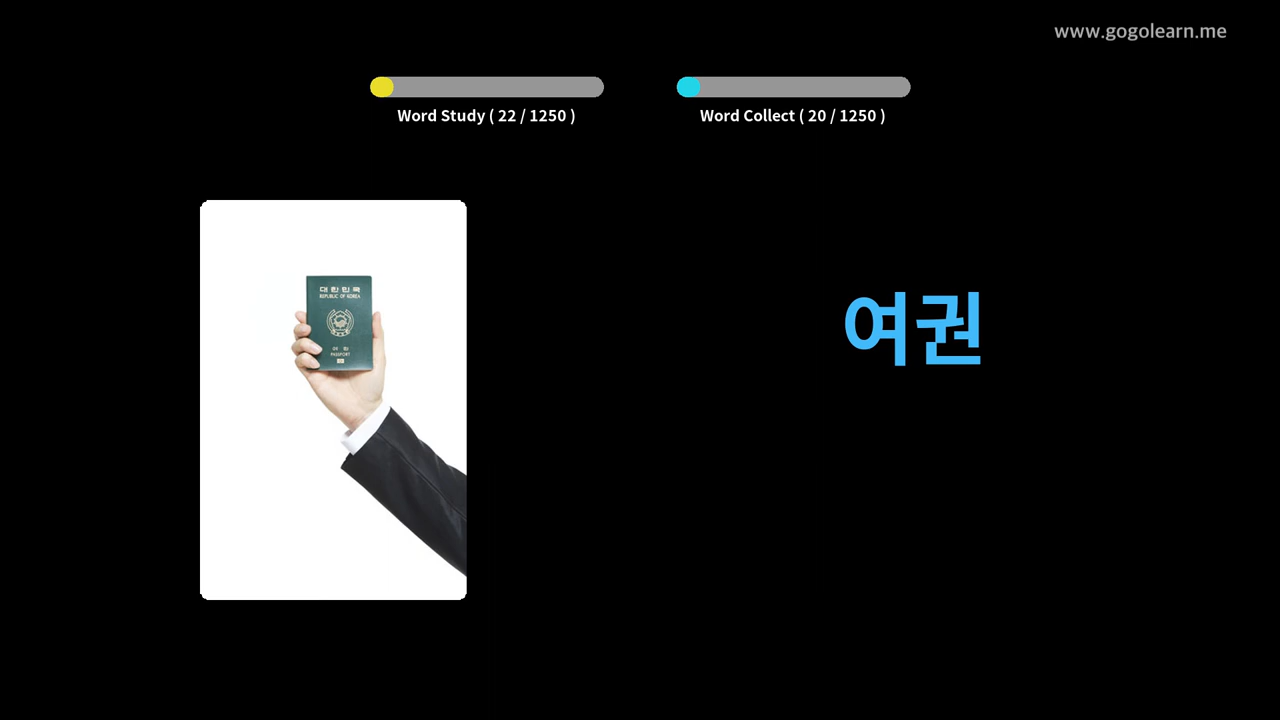 www.gogolearn.me
Word Study ( 22 / 1250 )
Word Collect ( 20 / 1250 )
대한민국
REPUBLIC OF KOREA
여권
PASSPORT
여권